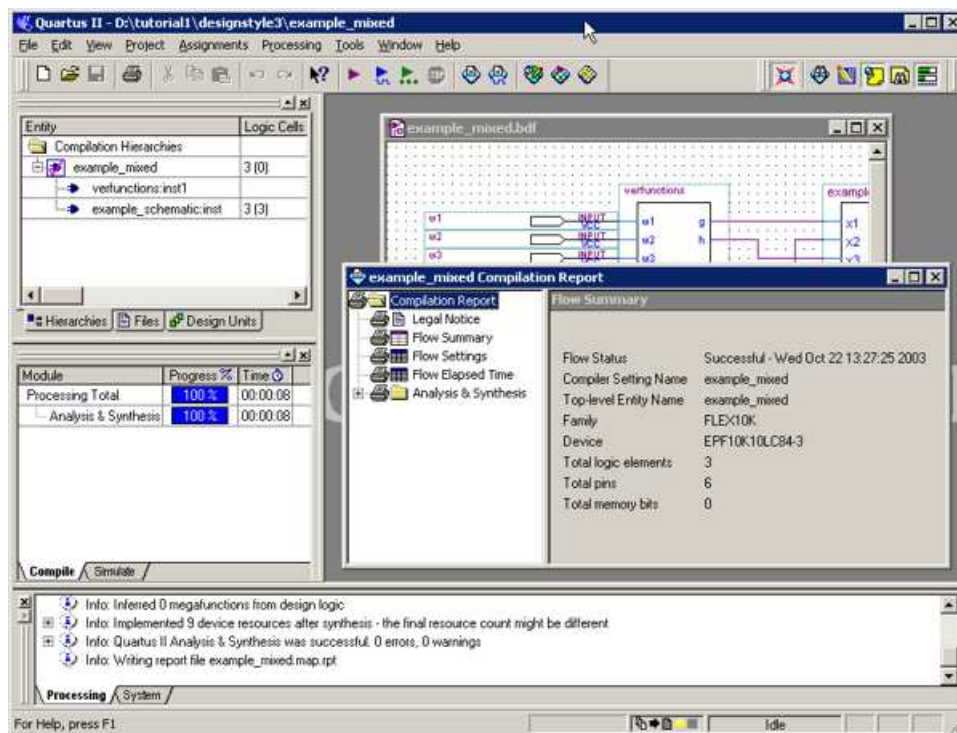 Quartus II - D:\tutorial1\designstyle3\example_mixed
File Edit View Project Assignments Processing Tools Window Help
Entity Logic Cells
Compilation Hierarchies
example_mixed 3 (0)
verfunctions:inst1
example_schematic:inst 3 (3)
Hierarchies Files Design Units
Module Progress % Time
Processing Total 100 % 00:00:08
Analysis & Synthesis 100 % 00:00:08
Compile Simulate
example_mixed.bdf
verfunctions
exampl
w1 INPUT VCC w1 g x1
w2 INPUT VCC w2 h x2
w3 INPUT w3 x3
example_mixed Compilation Report
Compilation Report
Legal Notice
Flow Summary
Flow Settings
Flow Elapsed Time
Analysis & Synthesis
Flow Summary
Flow Status Successful - Wed Oct 22 13:27:25 2003
Compiler Setting Name example_mixed
Top-level Entity Name example_mixed
Family FLEX10K
Device EPF10K10LC84-3
Total logic elements 3
Total pins 6
Total memory bits 0
Info: Inferred 0 megafunctions from design logic
Info: Implemented 9 device resources after synthesis - the final resource count might be different
Info: Quartus II Analysis & Synthesis was successful. 0 errors, 0 warnings
Info: Writing report file example_mixed.map.rpt
Processing System
For Help, press F1
Idle